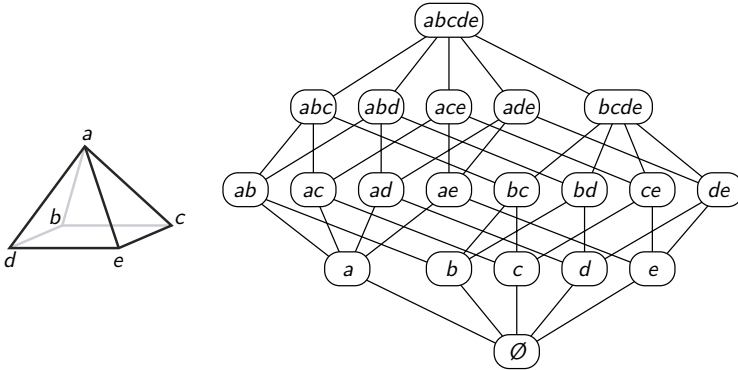 abcde
abc abd ace ade bcde
a
ab ac ad ae bc bd ce de
b c
d e
a b c d e
Ø